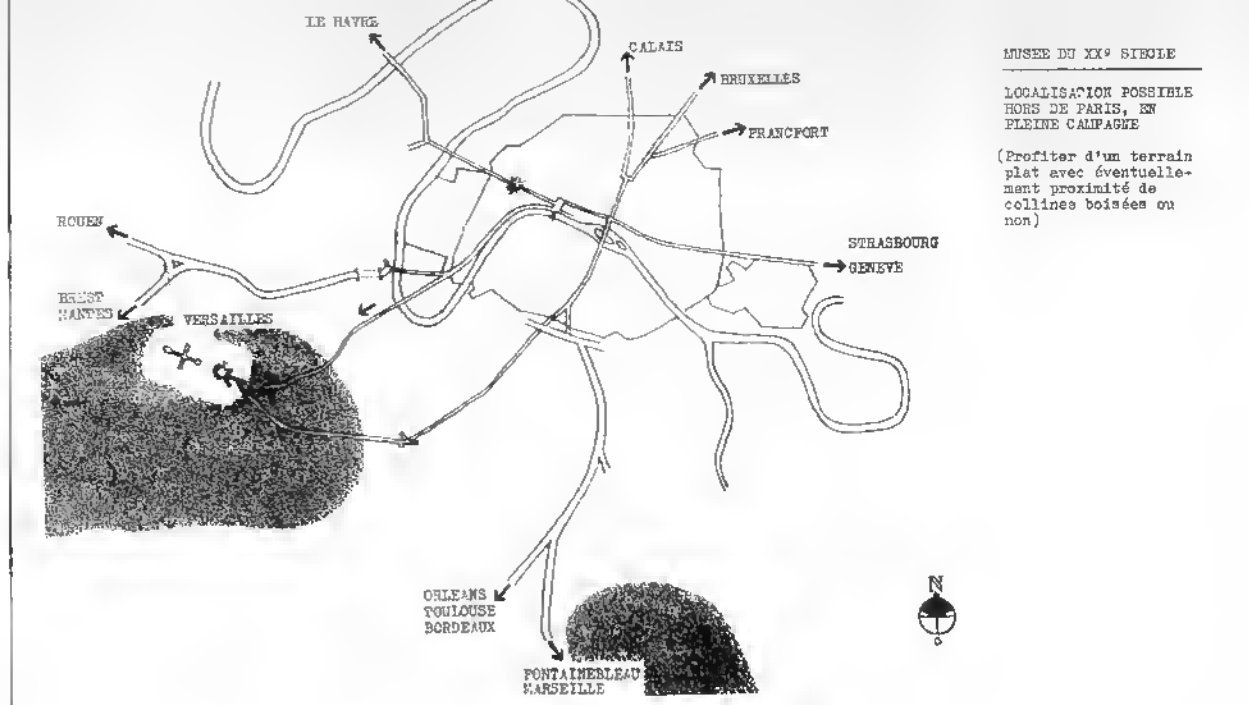 LE HAVRE
CALAIS
BRUXELLES
FRANCFORT
ROUEN
BREST
NANTES
VERSAILLES
STRASBOURG
GENEVE
ORLEANS
TOULOUSE
BORDEAUX
FONTAINEBLEAU
MARSEILLE
N
MUSEE DU XXº SIECLE
LOCALISATION POSSIBLE
HORS DE PARIS, EN
PLEINE CAMPAGNE
(Profiter d'un terrain
plat avec éventuelle-
ment proximité de
collines boisées ou
non)